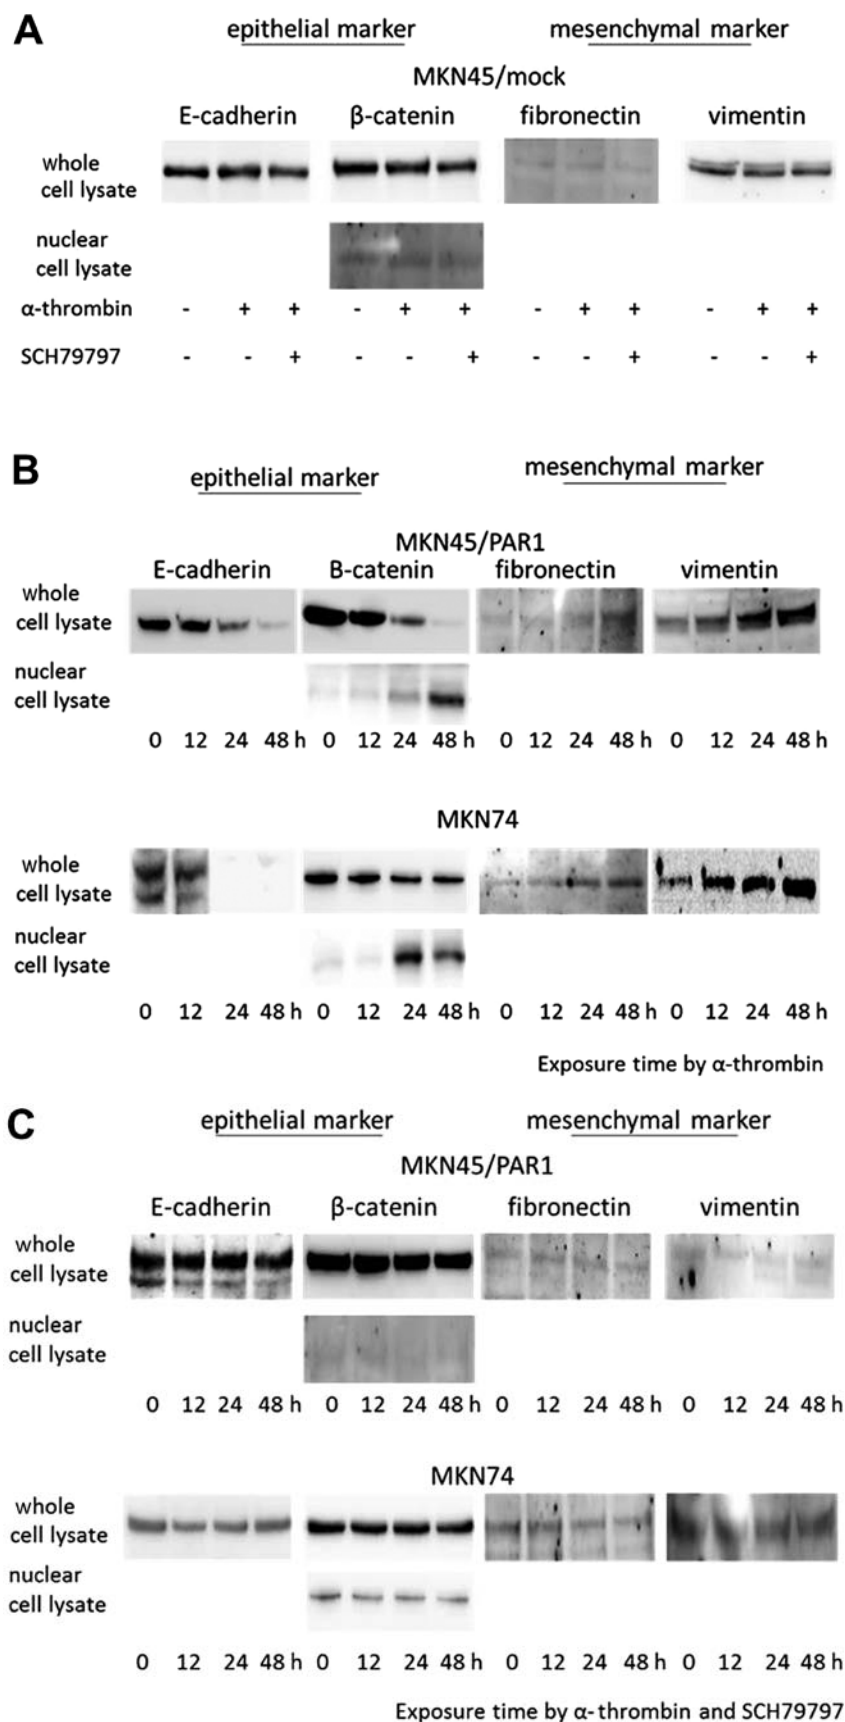 A
epithelial marker mesenchymal marker
MKN45/mock
E-cadherin β-catenin fibronectin vimentin
whole
cell lysate
nuclear
cell lysate
α-thrombin - + + - + + - + + - + +
SCH79797 - - + - - + - - + - - +
B
epithelial marker mesenchymal marker
MKN45/PAR1
E-cadherin B-catenin fibronectin vimentin
whole
cell lysate
nuclear
cell lysate
0 12 24 48 h 0 12 24 48 h 0 12 24 48 h 0 12 24 48 h
MKN74
whole
cell lysate
nuclear
cell lysate
0 12 24 48 h 0 12 24 48 h 0 12 24 48 h 0 12 24 48 h
Exposure time by α-thrombin
C
epithelial marker mesenchymal marker
MKN45/PAR1
E-cadherin β-catenin fibronectin vimentin
whole
cell lysate
nuclear
cell lysate
0 12 24 48 h 0 12 24 48 h 0 12 24 48 h 0 12 24 48 h
MKN74
whole
cell lysate
nuclear
cell lysate
0 12 24 48 h 0 12 24 48 h 0 12 24 48 h 0 12 24 48 h
Exposure time by α- thrombin and SCH79797